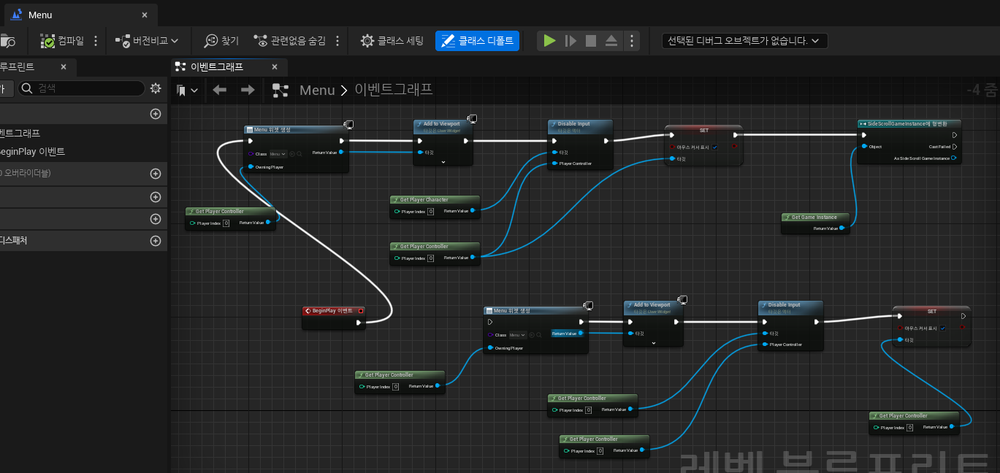 Menu
컴파일
버전비교
찾기
관련없음 숨김
클래스 세팅
클래스 디폴트
선택된 디버그 오브젝트가 없습니다.
루프린트
이벤트그래프
가
검색
Menu > 이벤트그래프
-4 줌
벤트그래프
BeginPlay 이벤트
오버라이더블)
디스패처
Menu 위젯 생성
Class Menu
Return Value
Owning Player
Add to Viewport
타깃은 User Widget
타깃
Disable Input
타깃은 액터
타깃
Player Controller
SET
마우스 커서 표시
타깃
SideScrollGameInstance에 형변환
Object
Cast Failed
As Side Scroll Game Instance
Get Player Controller
Player Index 0
Return Value
Get Player Character
Player Index 0
Return Value
Get Game Instance
Return Value
Get Player Controller
Player Index 0
Return Value
BeginPlay 이벤트
Menu 위젯 생성
Class Menu
Return Value
Owning Player
Add to Viewport
타깃은 User Widget
타깃
Disable Input
타깃은 액터
타깃
Player Controller
SET
마우스 커서 표시
타깃
Get Player Controller
Player Index 0
Return Value
Get Player Controller
Player Index 0
Return Value
Get Player Controller
Player Index 0
Return Value
Get Player Controller
Player Index 0
Return Value
레벨 블루프린트